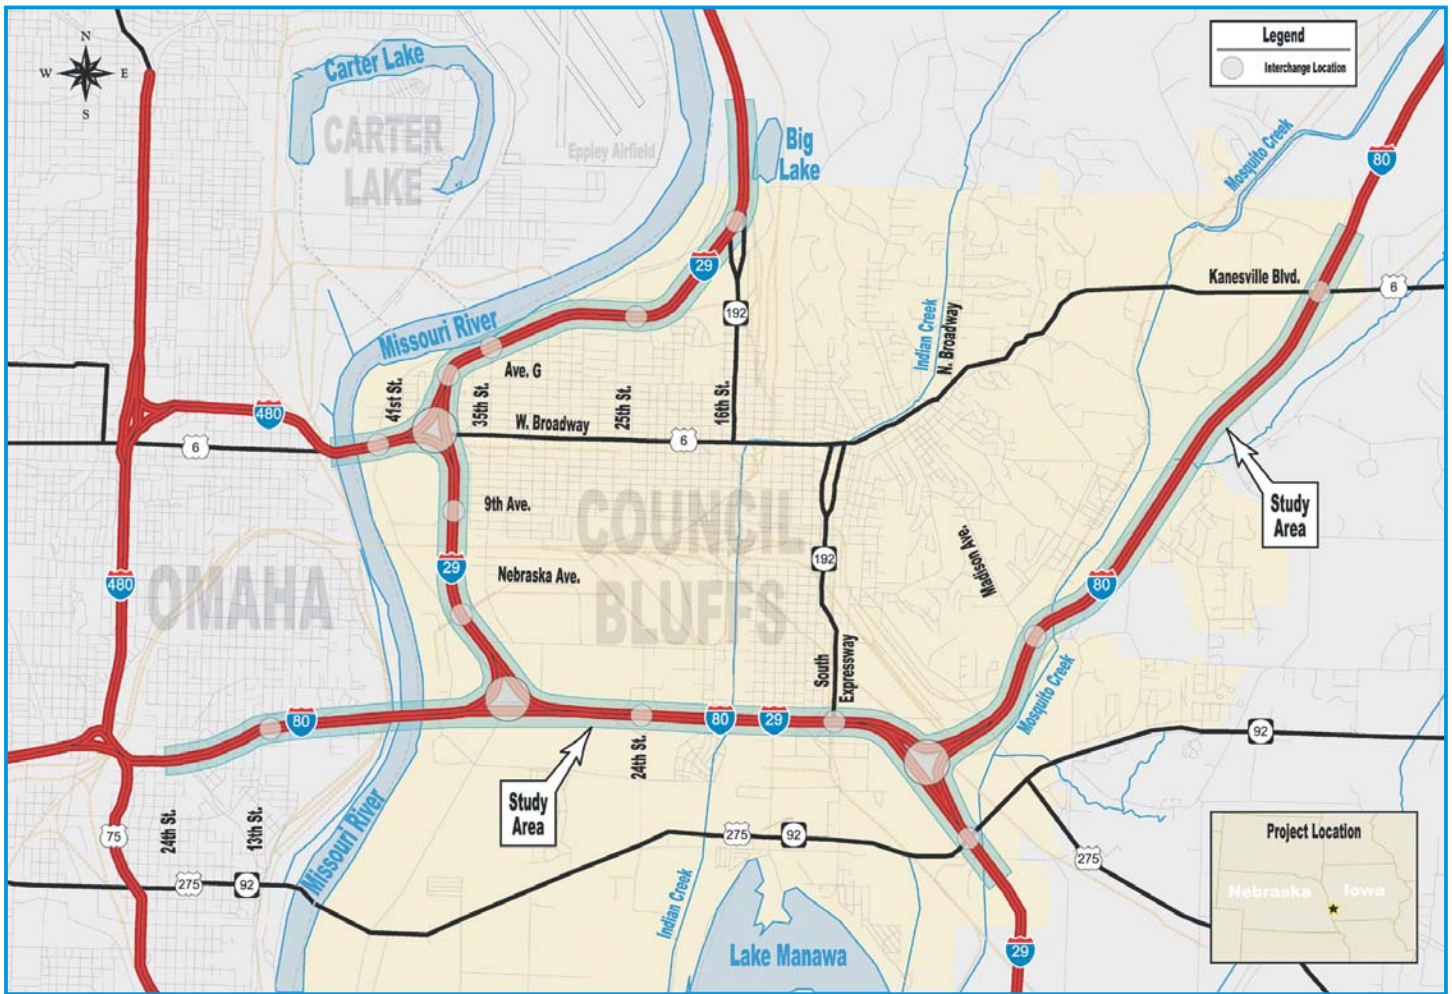 N
W E
S
Carter Lake
CARTER
LAKE
Eppley Airfield
Big
Lake
Legend
Interchange Location
Mosquito Creek
80
29
192
Missouri River
Kanesville Blvd.
6
Indian Creek
N. Broadway
Ave. G
41st St.
35th St.
25th St.
16th St.
480
6
W. Broadway
6
Study
Area
9th Ave.
COUNCIL
BLUFFS
192
Madison Ave.
29
Nebraska Ave.
480
OMAHA
80
South
Expressway
Mosquito Creek
80
80
29
24th St.
92
Study
Area
75
24th St.
13th St.
Missouri River
275
92
275
92
275
Indian Creek
Lake Manawa
29
Project Location
Nebraska
Iowa